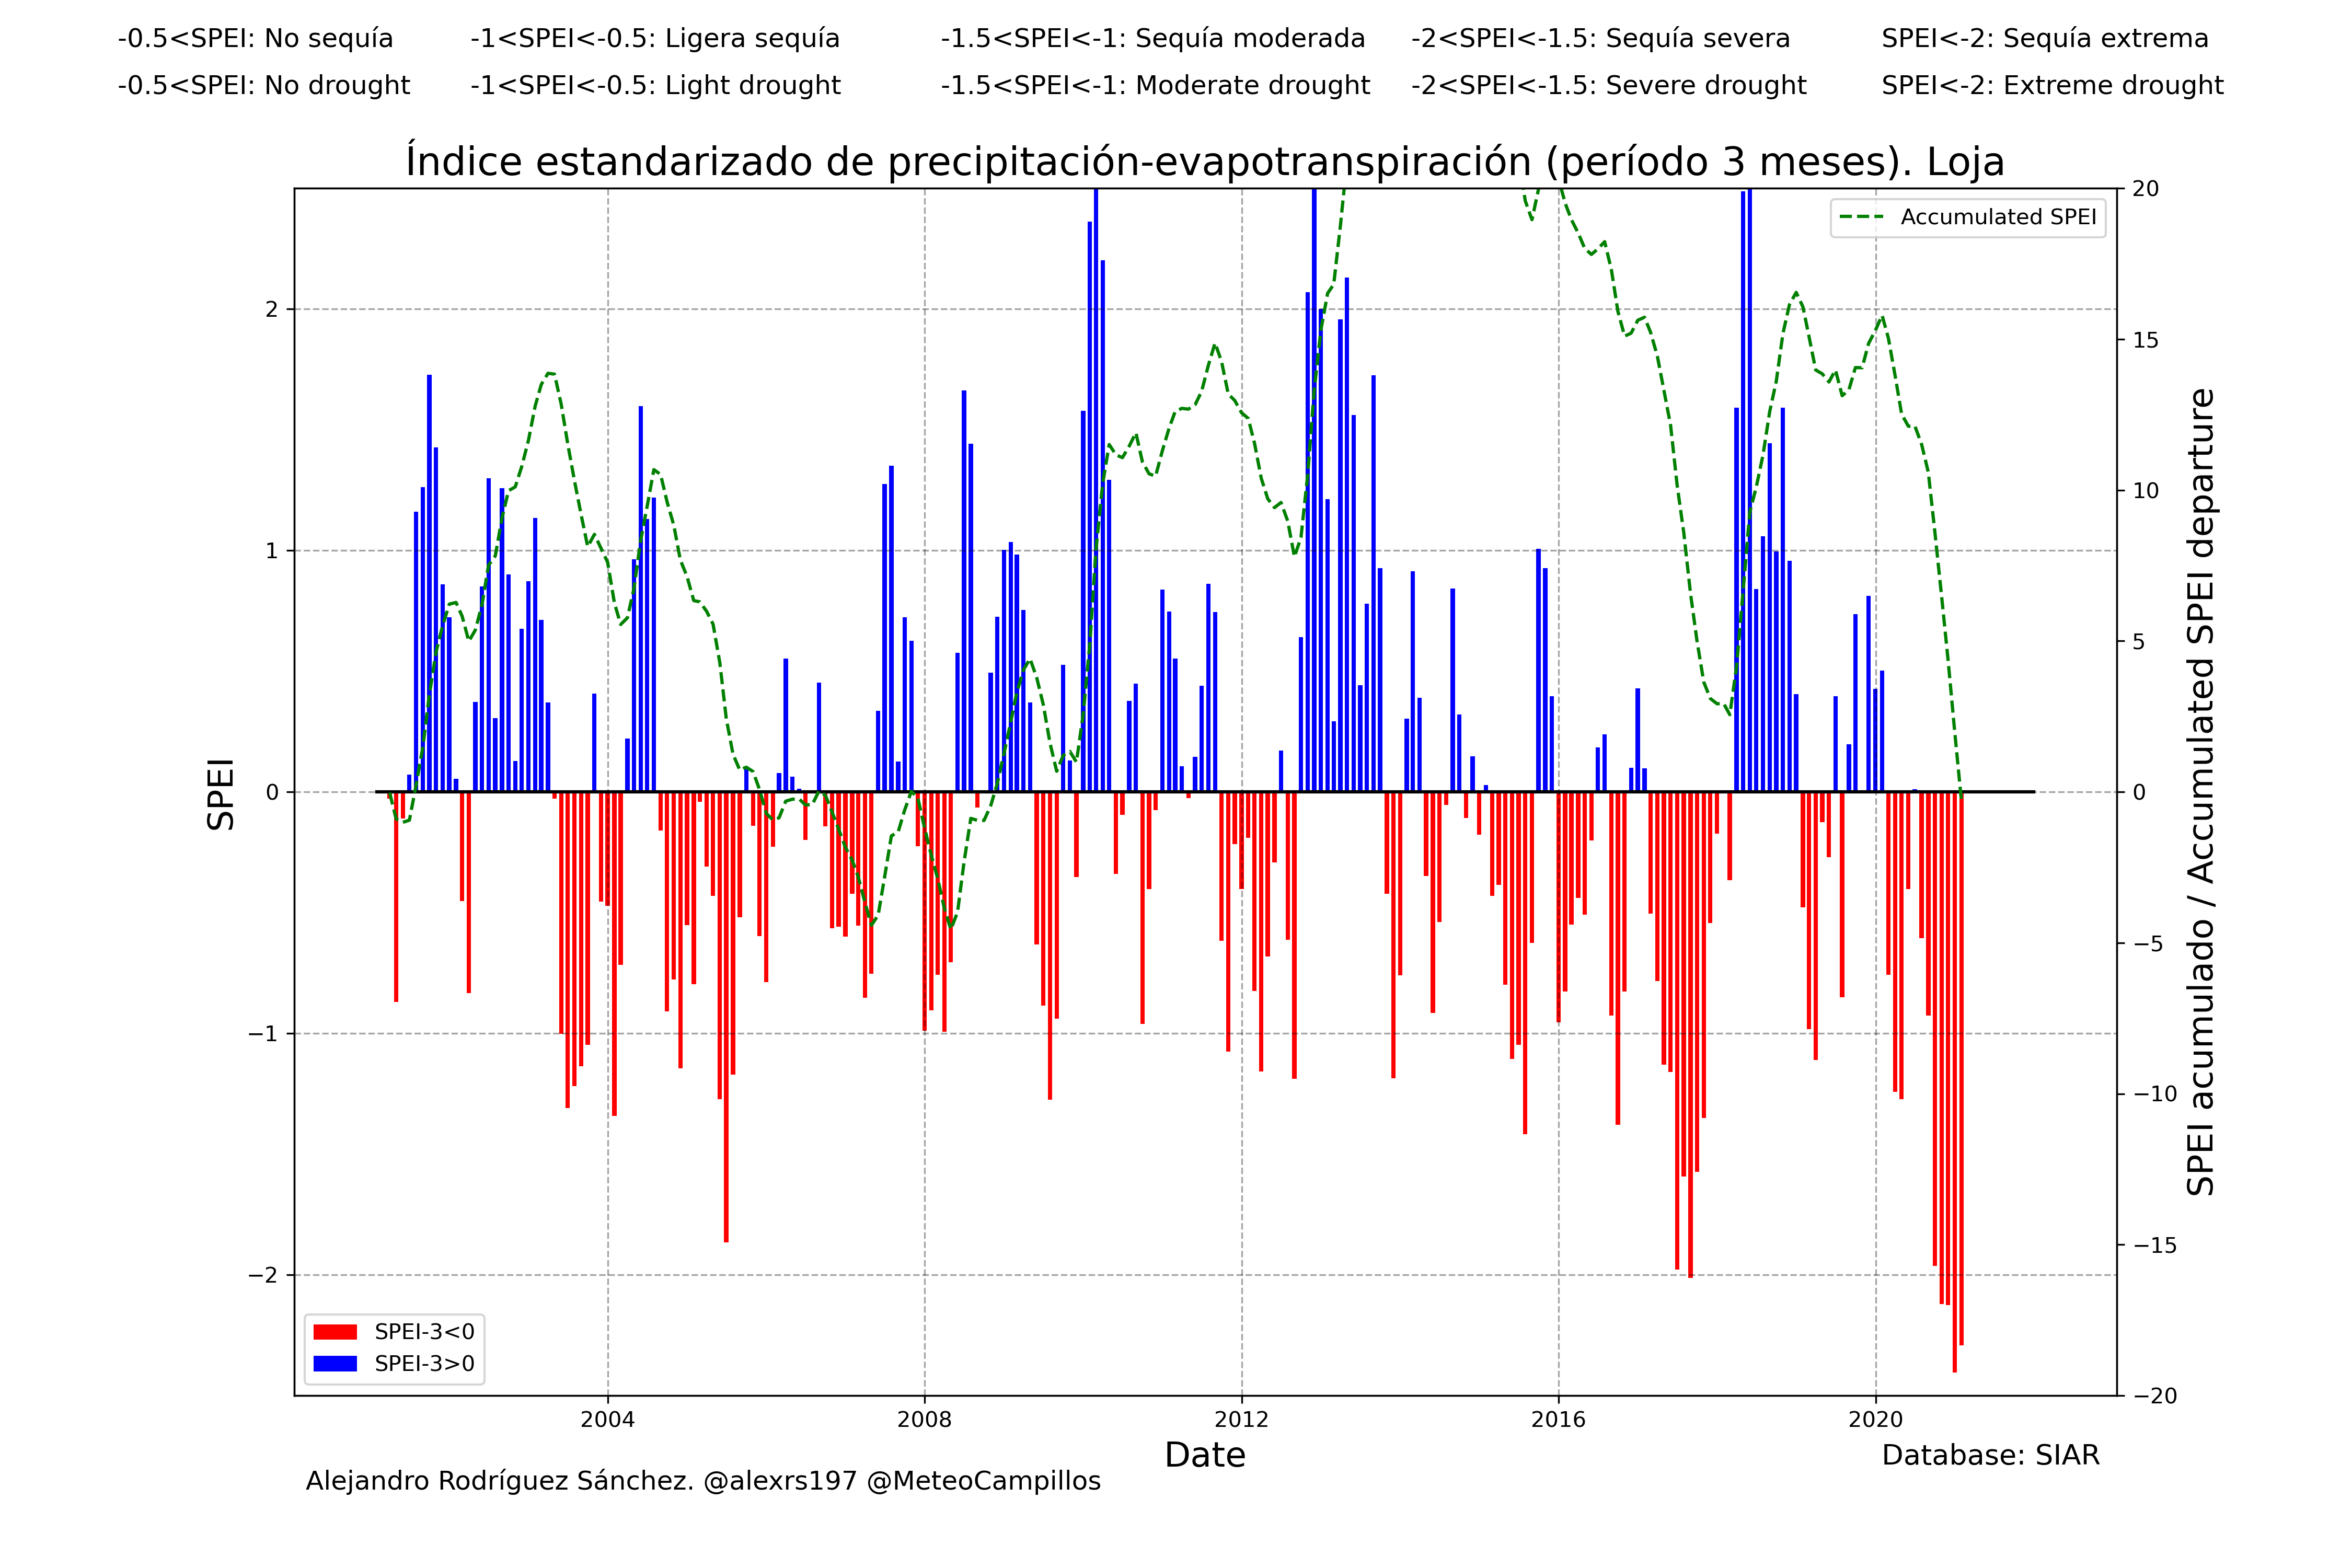 -0.5<SPEI: No sequía -1<SPEI<-0.5: Ligera sequía -1.5<SPEI<-1: Sequía moderada -2<SPEI<-1.5: Sequía severa SPEI<-2: Sequía extrema
-0.5<SPEI: No drought -1<SPEI<-0.5: Light drought -1.5<SPEI<-1: Moderate drought -2<SPEI<-1.5: Severe drought SPEI<-2: Extreme drought
Índice estandarizado de precipitación-evapotranspiración (período 3 meses). Loja
SPEI
2
1
0
−1
−2
Accumulated SPEI
20
15
10
5
0
−5
−10
−15
−20
SPEI acumulado / Accumulated SPEI departure
SPEI-3<0
SPEI-3>0
2004 2008 2012 2016 2020
Date
Database: SIAR
Alejandro Rodríguez Sánchez. @alexrs197 @MeteoCampillos